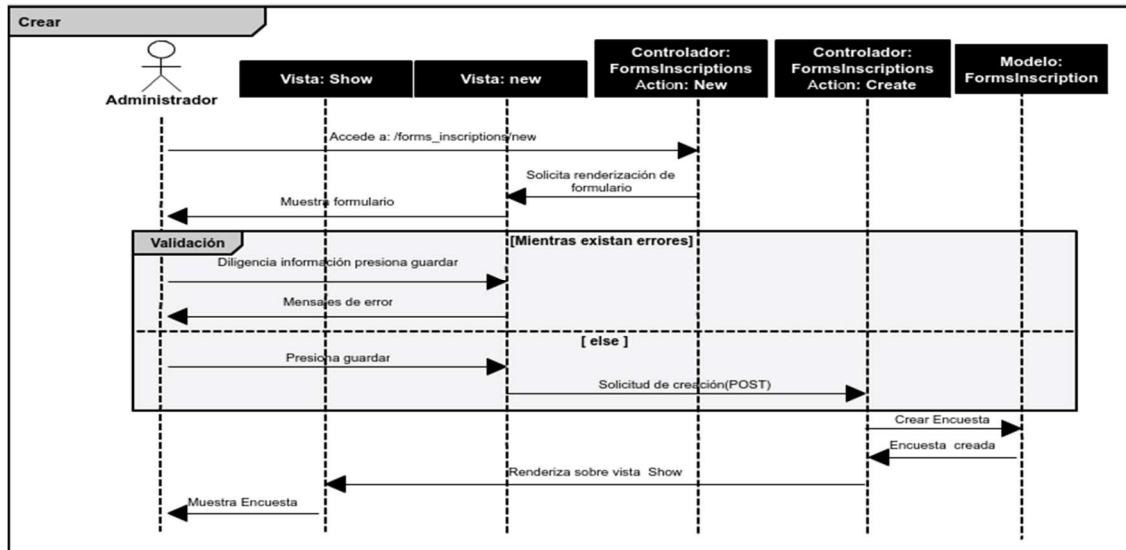 Crear
Administrador
Vista: Show
Vista: new
Controlador:
FormsInscriptions
Action: New
Controlador:
FormsInscriptions
Action: Create
Modelo:
FormsInscription
Accede a: /forms_inscriptions/new
Solicita renderización de
formulario
Muestra formulario
Validación
[Mientras existan errores]
Diligencia información presiona guardar
Mensajes de error
[ else ]
Presiona guardar
Solicitud de creación(POST)
Crear Encuesta
Encuesta creada
Renderiza sobre vista Show
Muestra Encuesta